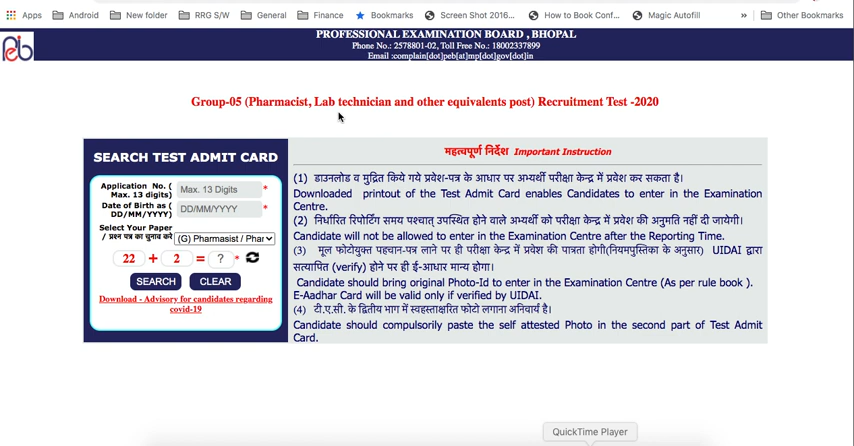 Apps Android New folder RRG S/W General Finance Bookmarks Screen Shot 2016... How to Book Conf... Magic Autofill » Other Bookmarks
PROFESSIONAL EXAMINATION BOARD , BHOPAL
Phone No.: 2578801-02, Toll Free No.: 18002337899
Email :complain[dot]peb[at]mp[dot]gov[dot]in
peb
Group-05 (Pharmacist, Lab technician and other equivalents post) Recruitment Test -2020
SEARCH TEST ADMIT CARD
Application No. ( Max. 13 Digits *
Max. 13 digits)
Date of Birth as ( DD/MM/YYYY *
DD/MM/YYYY)
Select Your Paper
/ प्रश्न पत्र का चुनाव करे (G) Pharmasist / Phar
22 + 2 = ? *
SEARCH CLEAR
Download - Advisory for candidates regarding
covid-19
महत्वपूर्ण निर्देश Important Instruction
(1) डाउनलोड व मुद्रित किये गये प्रवेश-पत्र के आधार पर अभ्यर्थी परीक्षा केन्द्र में प्रवेश कर सकता है।
Downloaded printout of the Test Admit Card enables Candidates to enter in the Examination
Centre.
(2) निर्धारित रिपोर्टिंग समय पश्चात् उपस्थित होने वाले अभ्यर्थी को परीक्षा केन्द्र में प्रवेश की अनुमति नहीं दी जायेगी।
Candidate will not be allowed to enter in the Examination Centre after the Reporting Time.
(3) मूल फोटोयुक्त पहचान-पत्र लाने पर ही परीक्षा केन्द्र में प्रवेश की पात्रता होगी(नियमपुस्तिका के अनुसार) UIDAI द्वारा
सत्यापित (verify) होने पर ही ई-आधार मान्य होगा।
Candidate should bring original Photo-Id to enter in the Examination Centre (As per rule book ).
E-Aadhar Card will be valid only if verified by UIDAI.
(4) टी.ए.सी. के द्वितीय भाग में स्वहस्ताक्षरित फोटो लगाना अनिवार्य है।
Candidate should compulsorily paste the self attested Photo in the second part of Test Admit
Card.
QuickTime Player